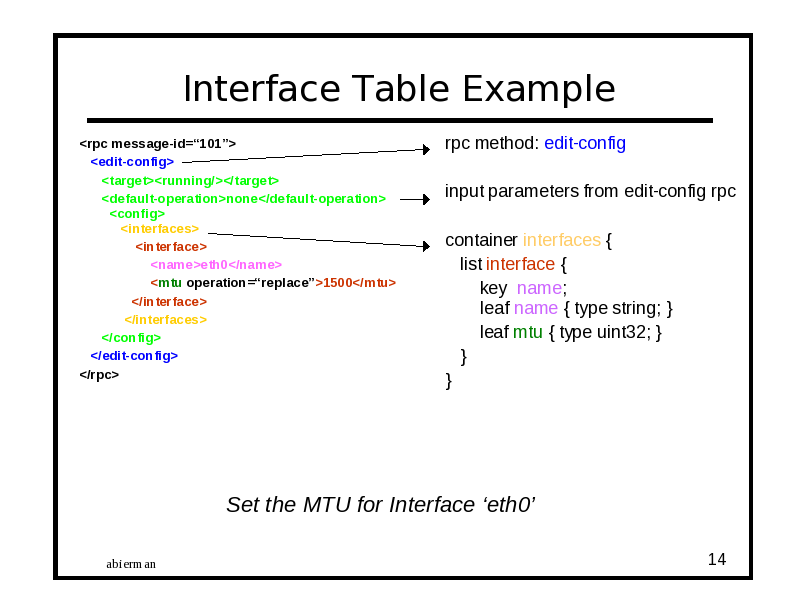 Interface Table Example
<rpc message-id=“101”>
<edit-config>
<target><running/></target>
<default-operation>none</default-operation>
<config>
<interfaces>
<interface>
<name>eth0</name>
<mtu operation=“replace”>1500</mtu>
</interface>
</interfaces>
</config>
</edit-config>
</rpc>
rpc method: edit-config
input parameters from edit-config rpc
container interfaces {
list interface {
key name;
leaf name { type string; }
leaf mtu { type uint32; }
}
}
Set the MTU for Interface ‘eth0’
abierman
14